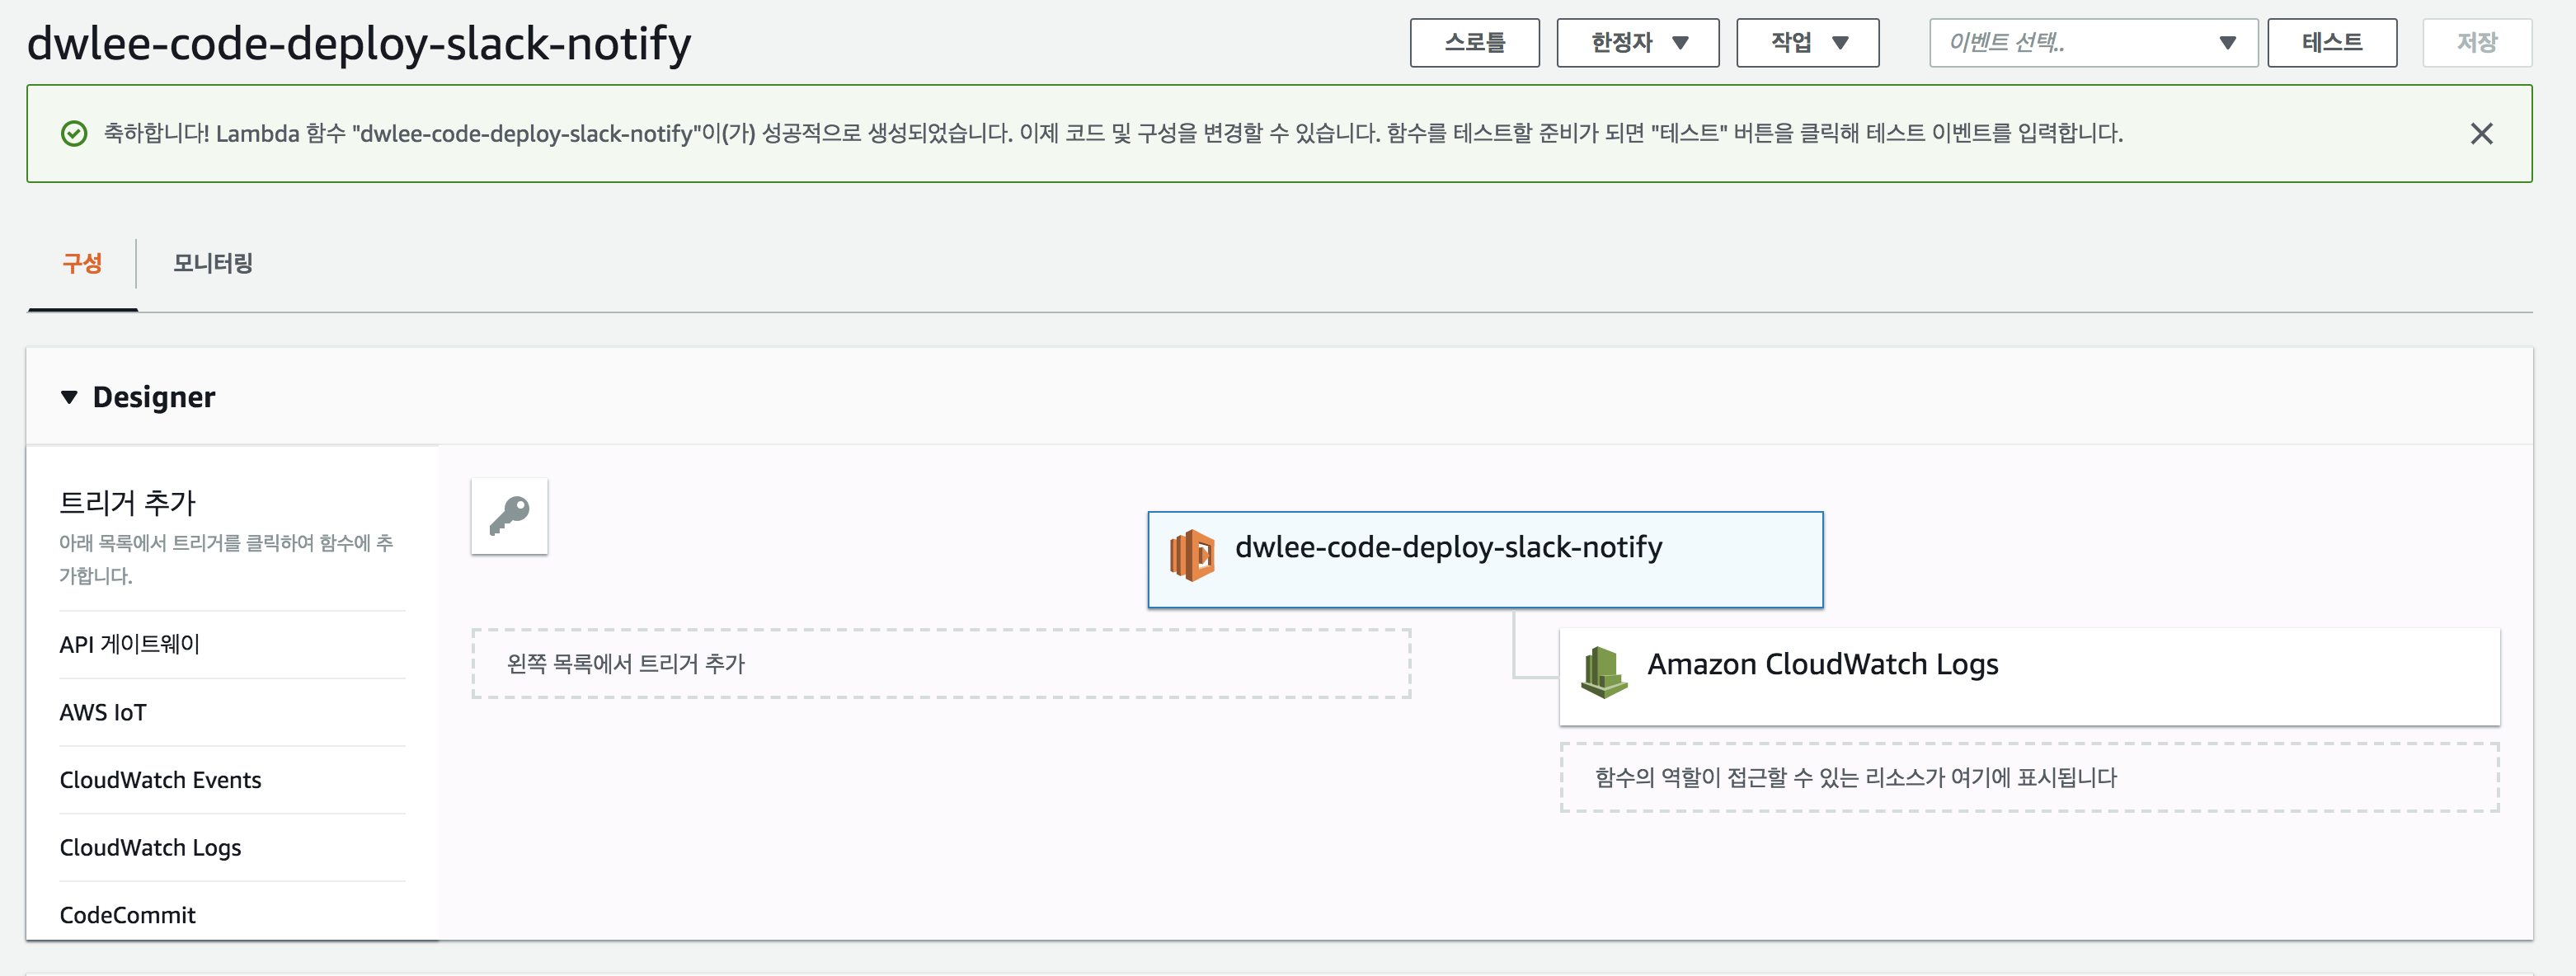 dwlee-code-deploy-slack-notify
스로틀
한정자
작업
이벤트 선택..
테스트
저장
축하합니다! Lambda 함수 "dwlee-code-deploy-slack-notify"이(가) 성공적으로 생성되었습니다. 이제 코드 및 구성을 변경할 수 있습니다. 함수를 테스트할 준비가 되면 "테스트" 버튼을 클릭해 테스트 이벤트를 입력합니다.
구성
모니터링
Designer
트리거 추가
아래 목록에서 트리거를 클릭하여 함수에 추
가합니다.
API 게이트웨이
AWS IoT
CloudWatch Events
CloudWatch Logs
CodeCommit
dwlee-code-deploy-slack-notify
왼쪽 목록에서 트리거 추가
Amazon CloudWatch Logs
함수의 역할이 접근할 수 있는 리소스가 여기에 표시됩니다